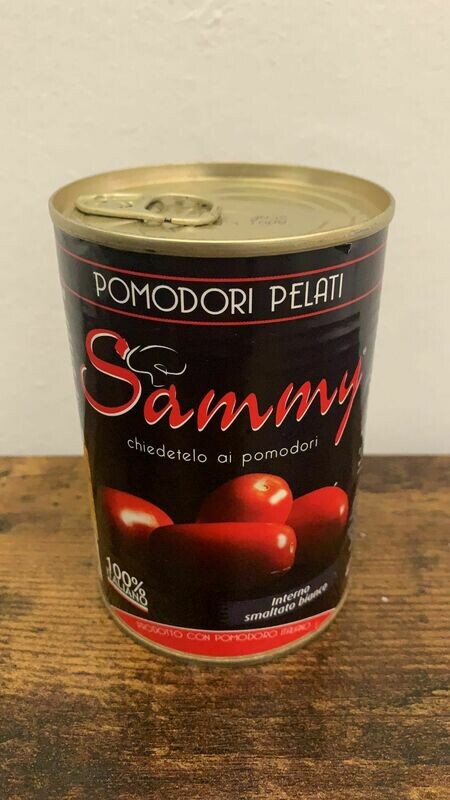 POMODORI PELATI
Sammy®
chiedetelo ai pomodori
100%
ITALIANO
Interno
smaltato bianco
PRODOTTO CON POMODORO ITALIANO